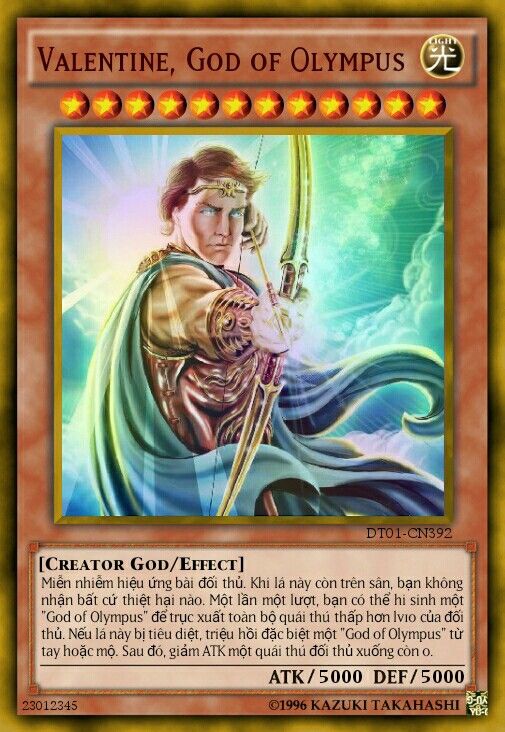 VALENTINE, GOD OF OLYMPUS
LIGHT
光
DT01-CN392
[CREATOR GOD/EFFECT]
Miễn nhiễm hiệu ứng bài đối thủ. Khi lá này còn trên sân, bạn không
nhận bất cứ thiệt hại nào. Một lần một lượt, bạn có thể hi sinh một
"God of Olympus" để trục xuất toàn bộ quái thú thấp hơn lv10 của đối
thủ. Nếu lá này bị tiêu diệt, triệu hồi đặc biệt một "God of Olympus" từ
tay hoặc mộ. Sau đó, giảm ATK một quái thú đối thủ xuống còn 0.
ATK/5000 DEF/5000
23012345
©1996 KAZUKI TAKAHASHI